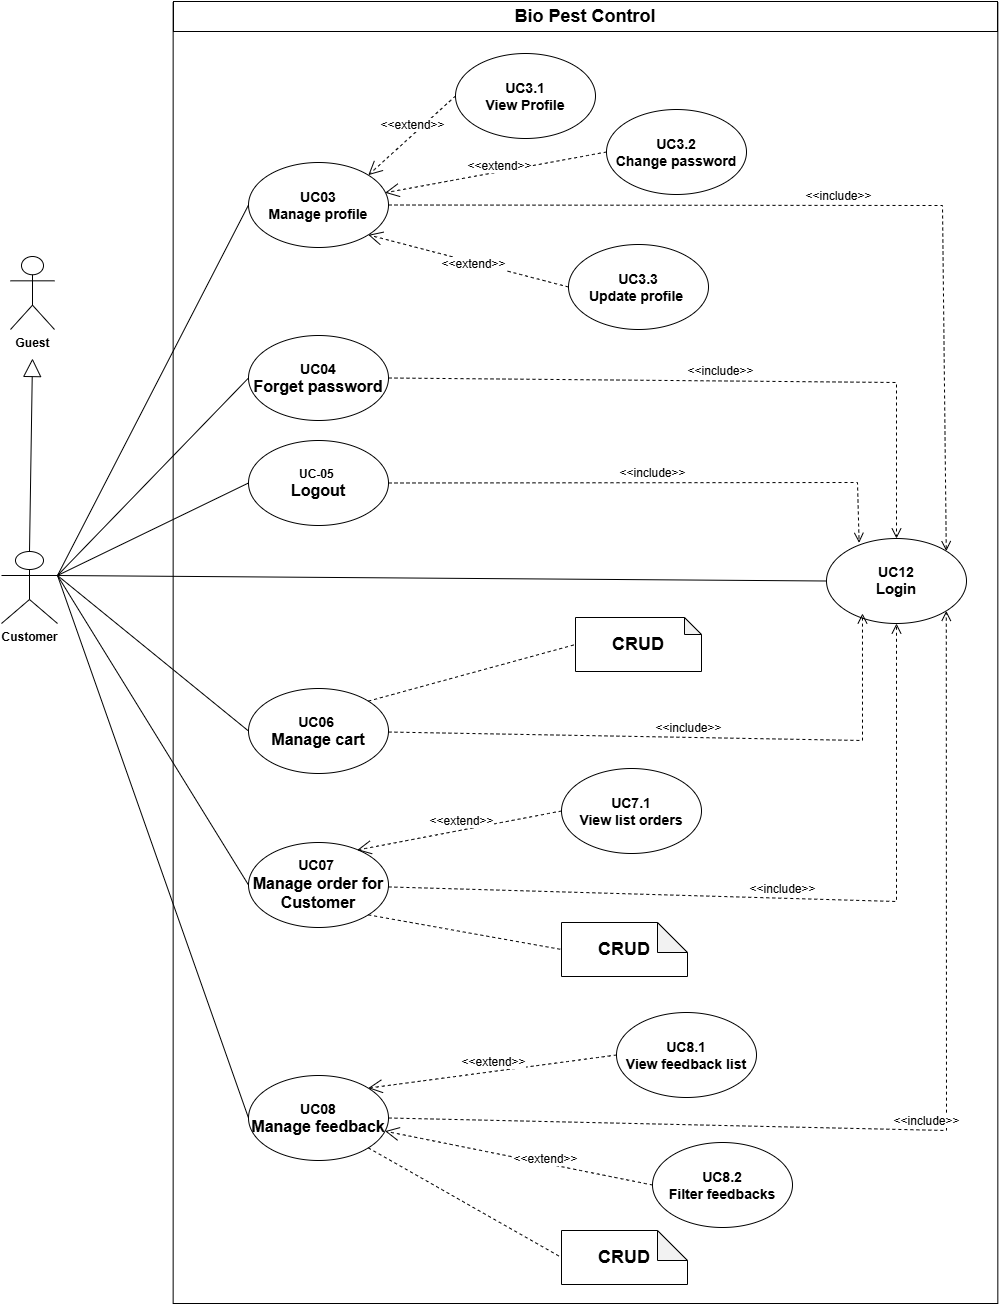 Bio Pest Control
UC3.1
View Profile
<<extend>>
UC3.2
Change password
<<extend>>
UC03
Manage profile
<<include>>
<<extend>>
UC3.3
Update profile
Guest
UC04
Forget password
<<include>>
UC-05
Logout
<<include>>
UC12
Login
Customer
CRUD
UC06
Manage cart
<<include>>
UC7.1
View list orders
<<extend>>
UC07
Manage order for
Customer
<<include>>
CRUD
UC8.1
View feedback list
<<extend>>
UC08
Manage feedback
<<include>>
<<extend>>
UC8.2
Filter feedbacks
CRUD